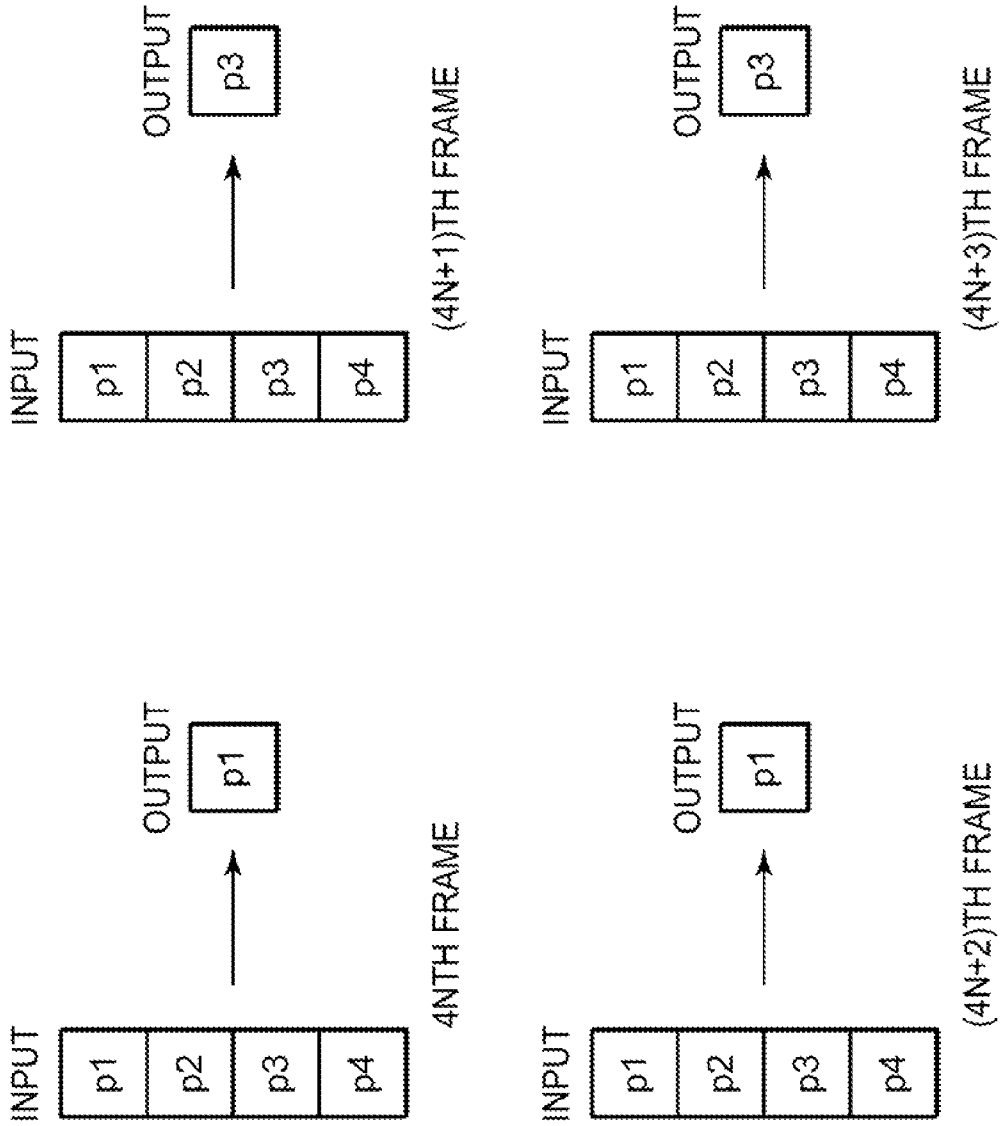 INPUT
p1
p2
p3
p4
OUTPUT
p1
4NTH FRAME
INPUT
p1
p2
p3
p4
OUTPUT
p3
(4N+1)TH FRAME
INPUT
p1
p2
p3
p4
OUTPUT
p1
(4N+2)TH FRAME
INPUT
p1
p2
p3
p4
OUTPUT
p3
(4N+3)TH FRAME